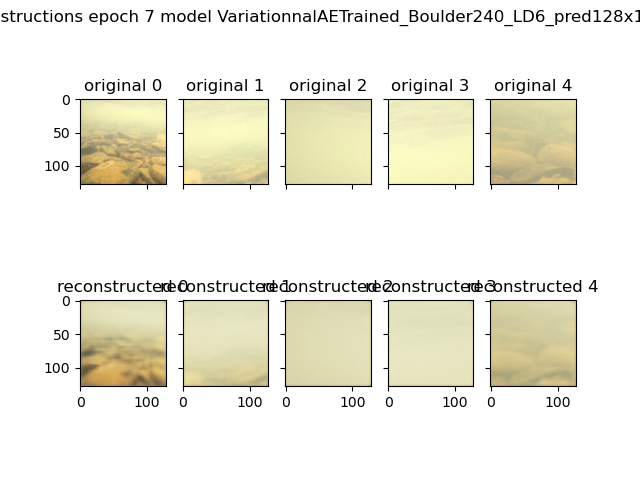 structions epoch 7 model VariationnalAETrained_Boulder240_LD6_pred128x1
original 0 original 1 original 2 original 3 original 4
0
50
100
reconstructed 0 reconstructed 1 reconstructed 2 reconstructed 3 reconstructed 4
0
50
100
0 100 0 100 0 100 0 100 0 100